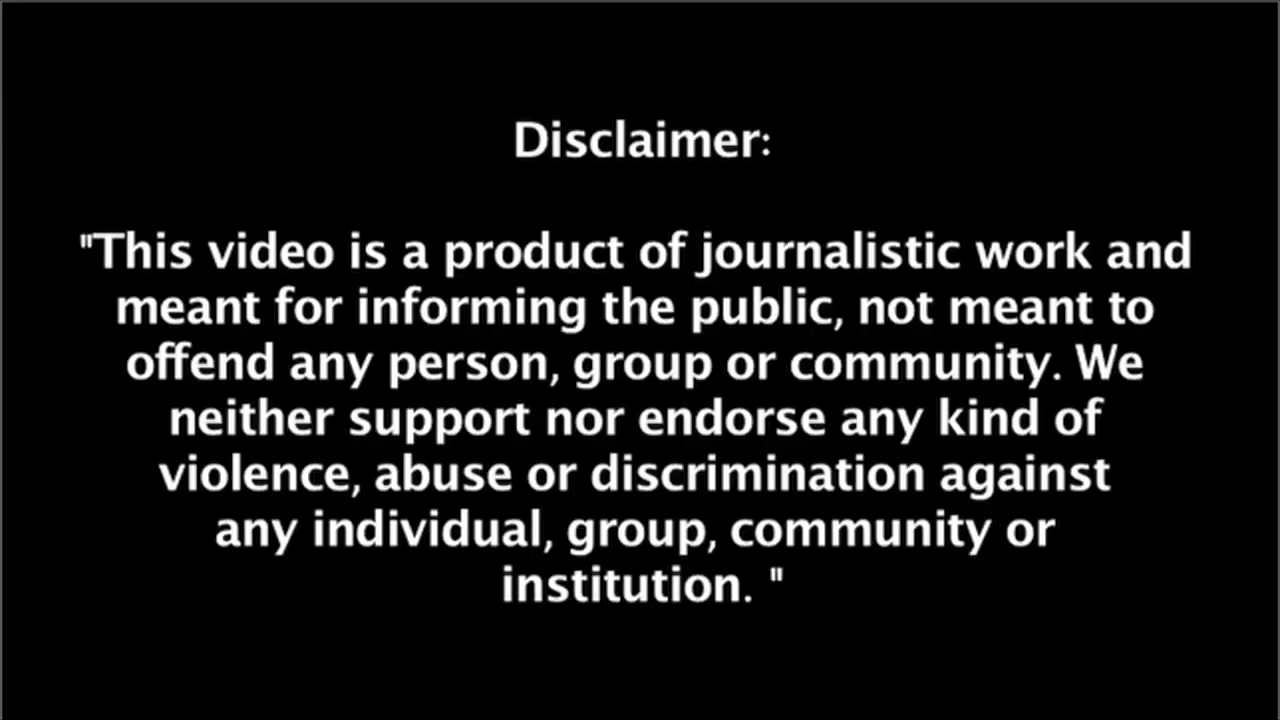 Disclaimer:
"This video is a product of journalistic work and
meant for informing the public, not meant to
offend any person, group or community. We
neither support nor endorse any kind of
violence, abuse or discrimination against
any individual, group, community or
institution. "